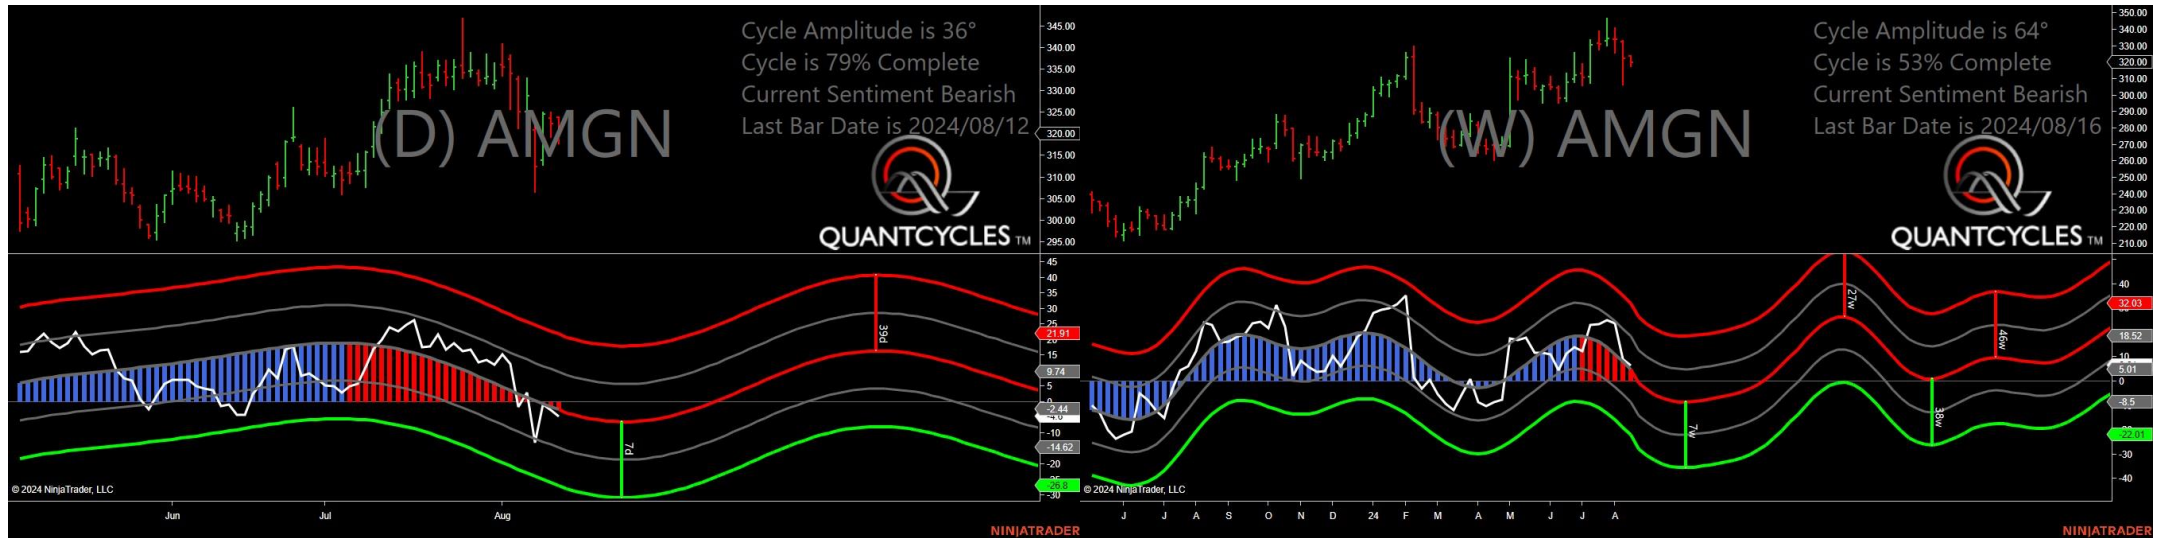 Cycle Amplitude is 36°
Cycle is 79% Complete
Current Sentiment Bearish
Last Bar Date is 2024/08/12
(D) AMGN
QUANTCYCLES TM
345.00
340.00
335.00
330.00
325.00
320.00
315.00
310.00
305.00
300.00
295.00
45
40
35
30
25
21.91
20
15
9.74
5
0
-2.44
-10
-14.62
-20
-26.8
-30
39d
7d
© 2024 NinjaTrader, LLC
Jun
Jul
Aug
NINJATRADER
Cycle Amplitude is 64°
Cycle is 53% Complete
Current Sentiment Bearish
Last Bar Date is 2024/08/16
(W) AMGN
QUANTCYCLES TM
350.00
340.00
330.00
320.00
310.00
300.00
290.00
280.00
270.00
260.00
250.00
240.00
230.00
220.00
210.00
40
32.03
30
18.52
10
5.01
0
-8.5
-22.01
-30
-40
27w
46w
7w
38w
© 2024 NinjaTrader, LLC
J J A S O N D 24 F M A M J J A
NINJATRADER